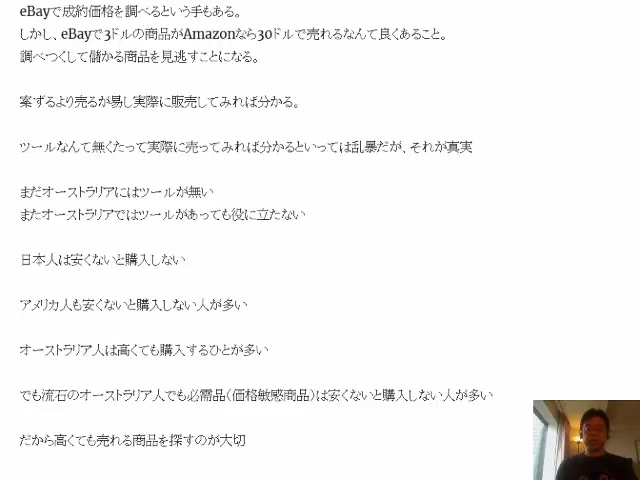 eBayで成約価格を調べるという手もある。
しかし、eBayで3ドルの商品がAmazonなら30ドルで売れるなんて良くあること。
調べつくして儲かる商品を見逃すことになる。
案ずるより売るが易し実際に販売してみれば分かる。
ツールなんて無くたって実際に売ってみれば分かるといっては乱暴だが、それが真実
まだオーストラリアにはツールが無い
またオーストラリアではツールがあっても役に立たない
日本人は安くないと購入しない
アメリカ人も安くないと購入しない人が多い
オーストラリア人は高くても購入するひとが多い
でも流石のオーストラリア人でも必需品（価格敏感商品）は安くないと購入しない人が多い
だから高くても売れる商品を探すのが大切